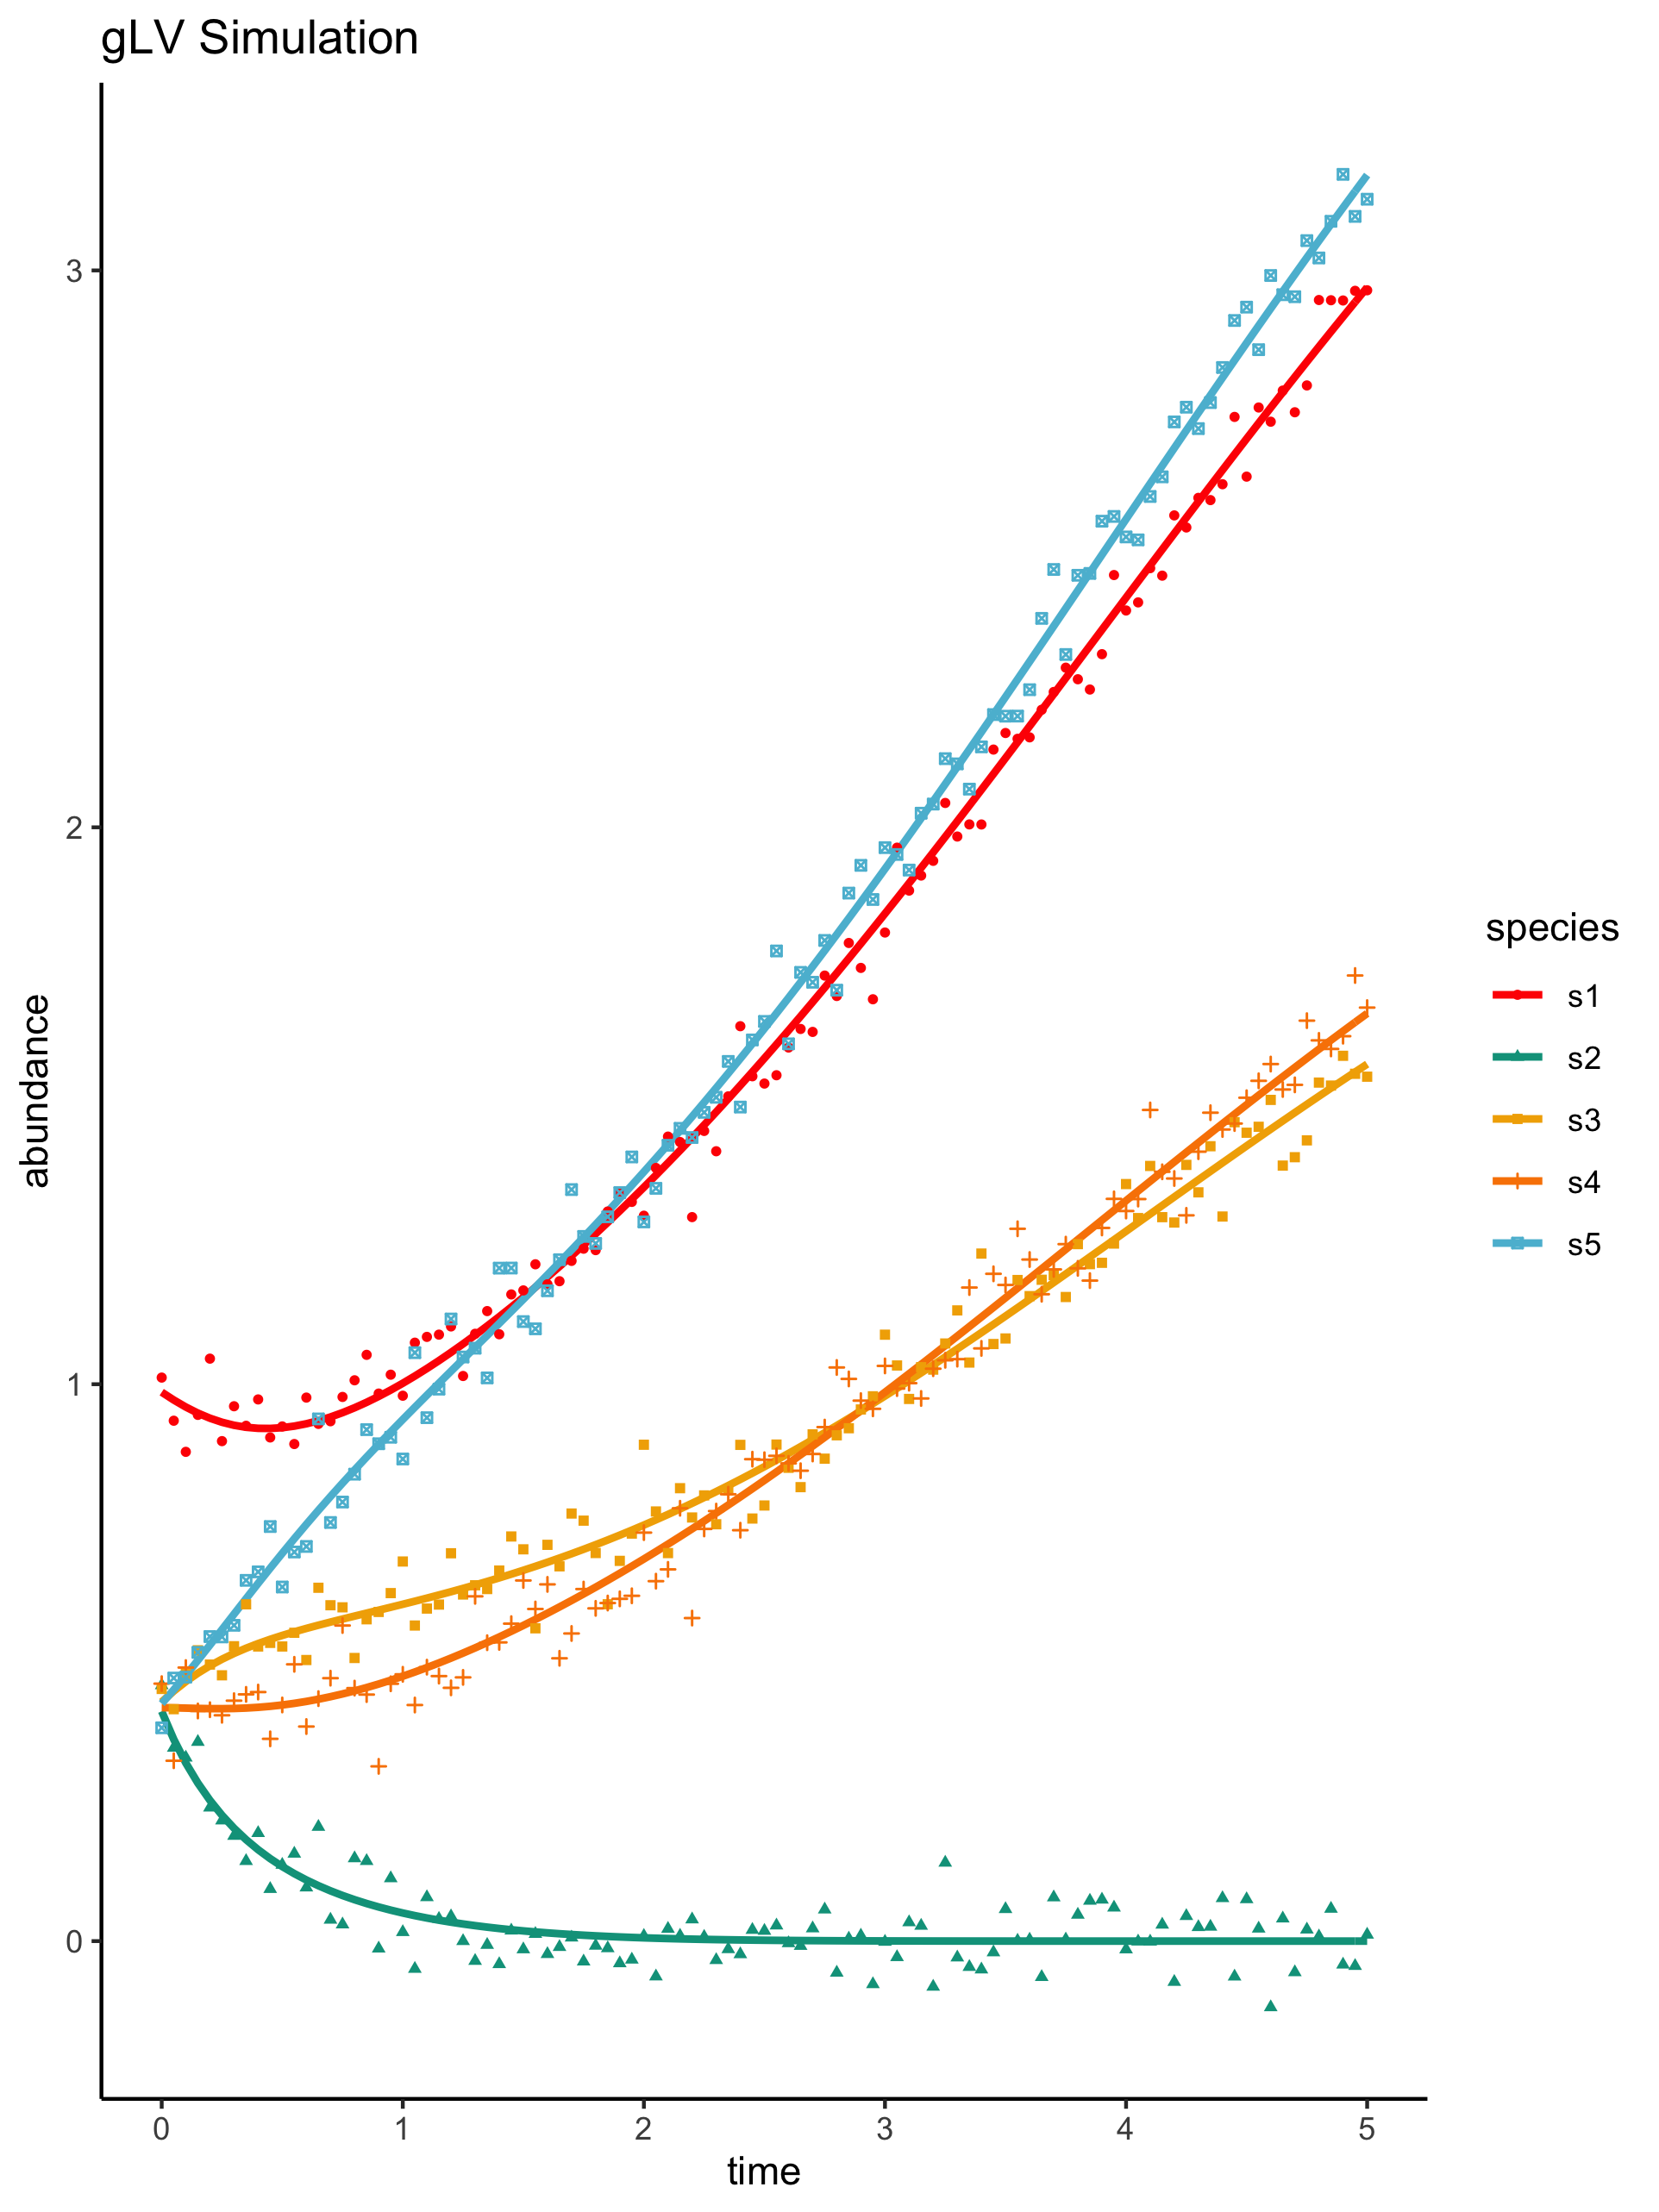 gLV Simulation
3
2
1
0
abundance
0 1 2 3 4 5
time
species
s1
s2
s3
s4
s5